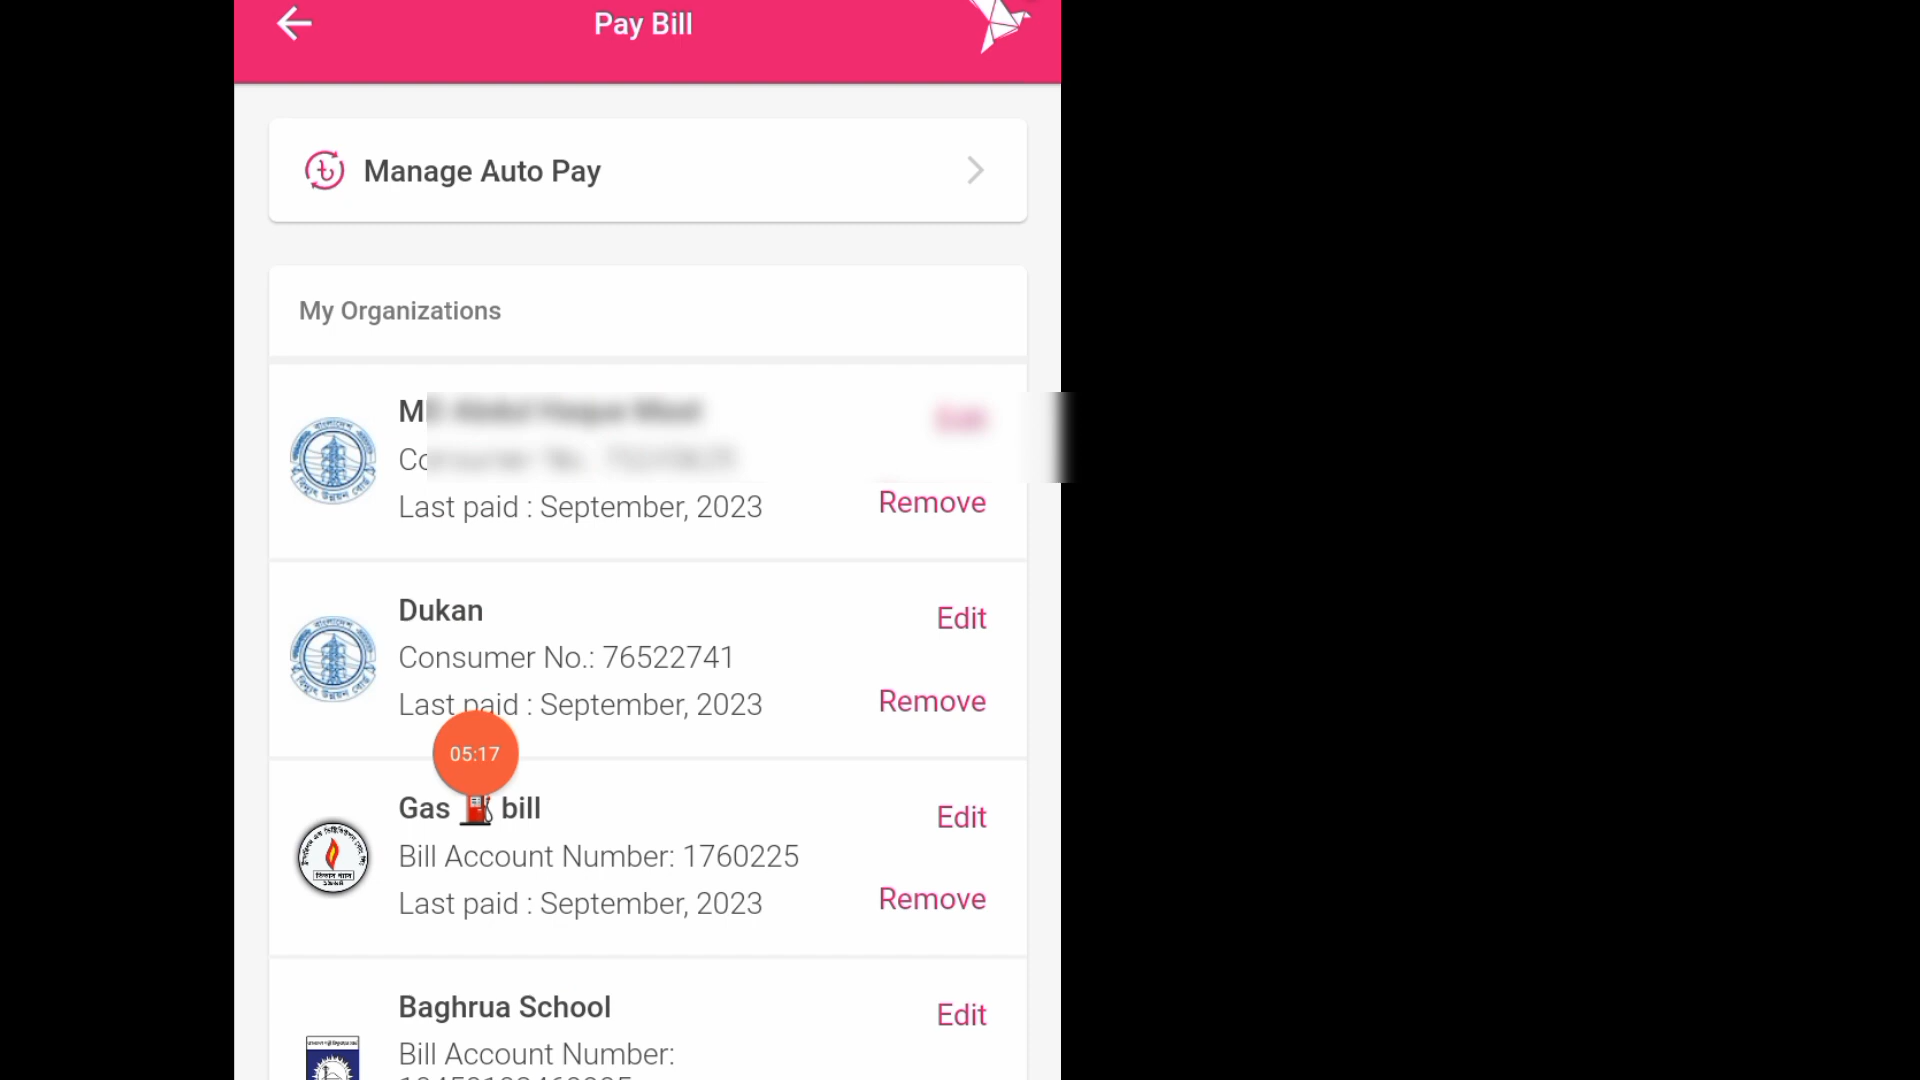 Pay Bill
Manage Auto Pay
My Organizations
Last paid : September, 2023
Remove
Dukan
Edit
Consumer No.: 76522741
Last paid : September, 2023
Remove
05:17
Gas ⛽ bill
Edit
Bill Account Number: 1760225
Last paid : September, 2023
Remove
Baghrua School
Edit
Bill Account Number: